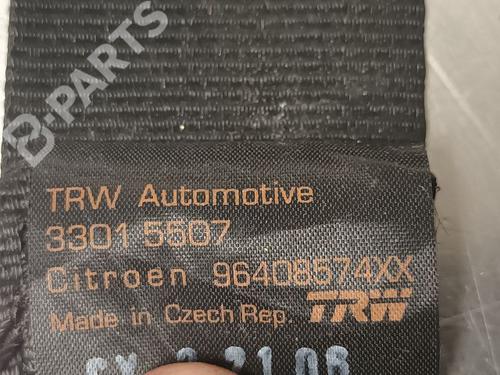 B-PARTS
TRW Automotive
3301 5507
Citroen 96408574XX
Made in Czech Rep. TRW